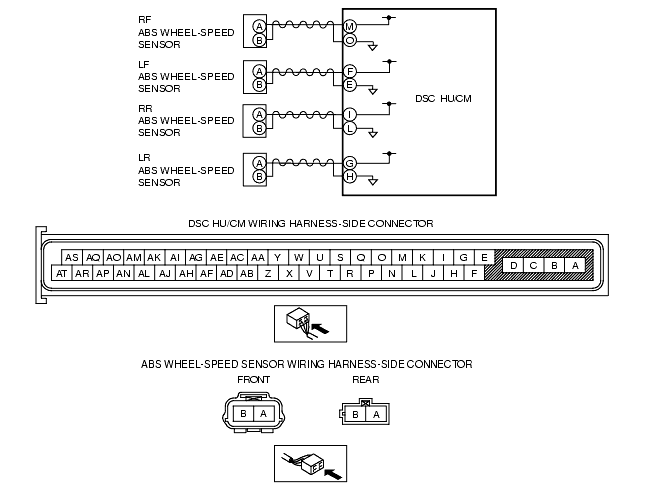 RF
ABS WHEEL-SPEED
SENSOR
A
B
M
O
LF
ABS WHEEL-SPEED
SENSOR
A
B
F
E
DSC HU/CM
RR
ABS WHEEL-SPEED
SENSOR
A
B
I
L
LR
ABS WHEEL-SPEED
SENSOR
A
B
G
H
DSC HU/CM WIRING HARNESS-SIDE CONNECTOR
AS AQ AO AM AK AI AG AE AC AA Y W U S Q O M K I G E
D C B A
AT AR AP AN AL AJ AH AF AD AB Z X V T R P N L J H F
ABS WHEEL-SPEED SENSOR WIRING HARNESS-SIDE CONNECTOR
FRONT REAR
B A B A